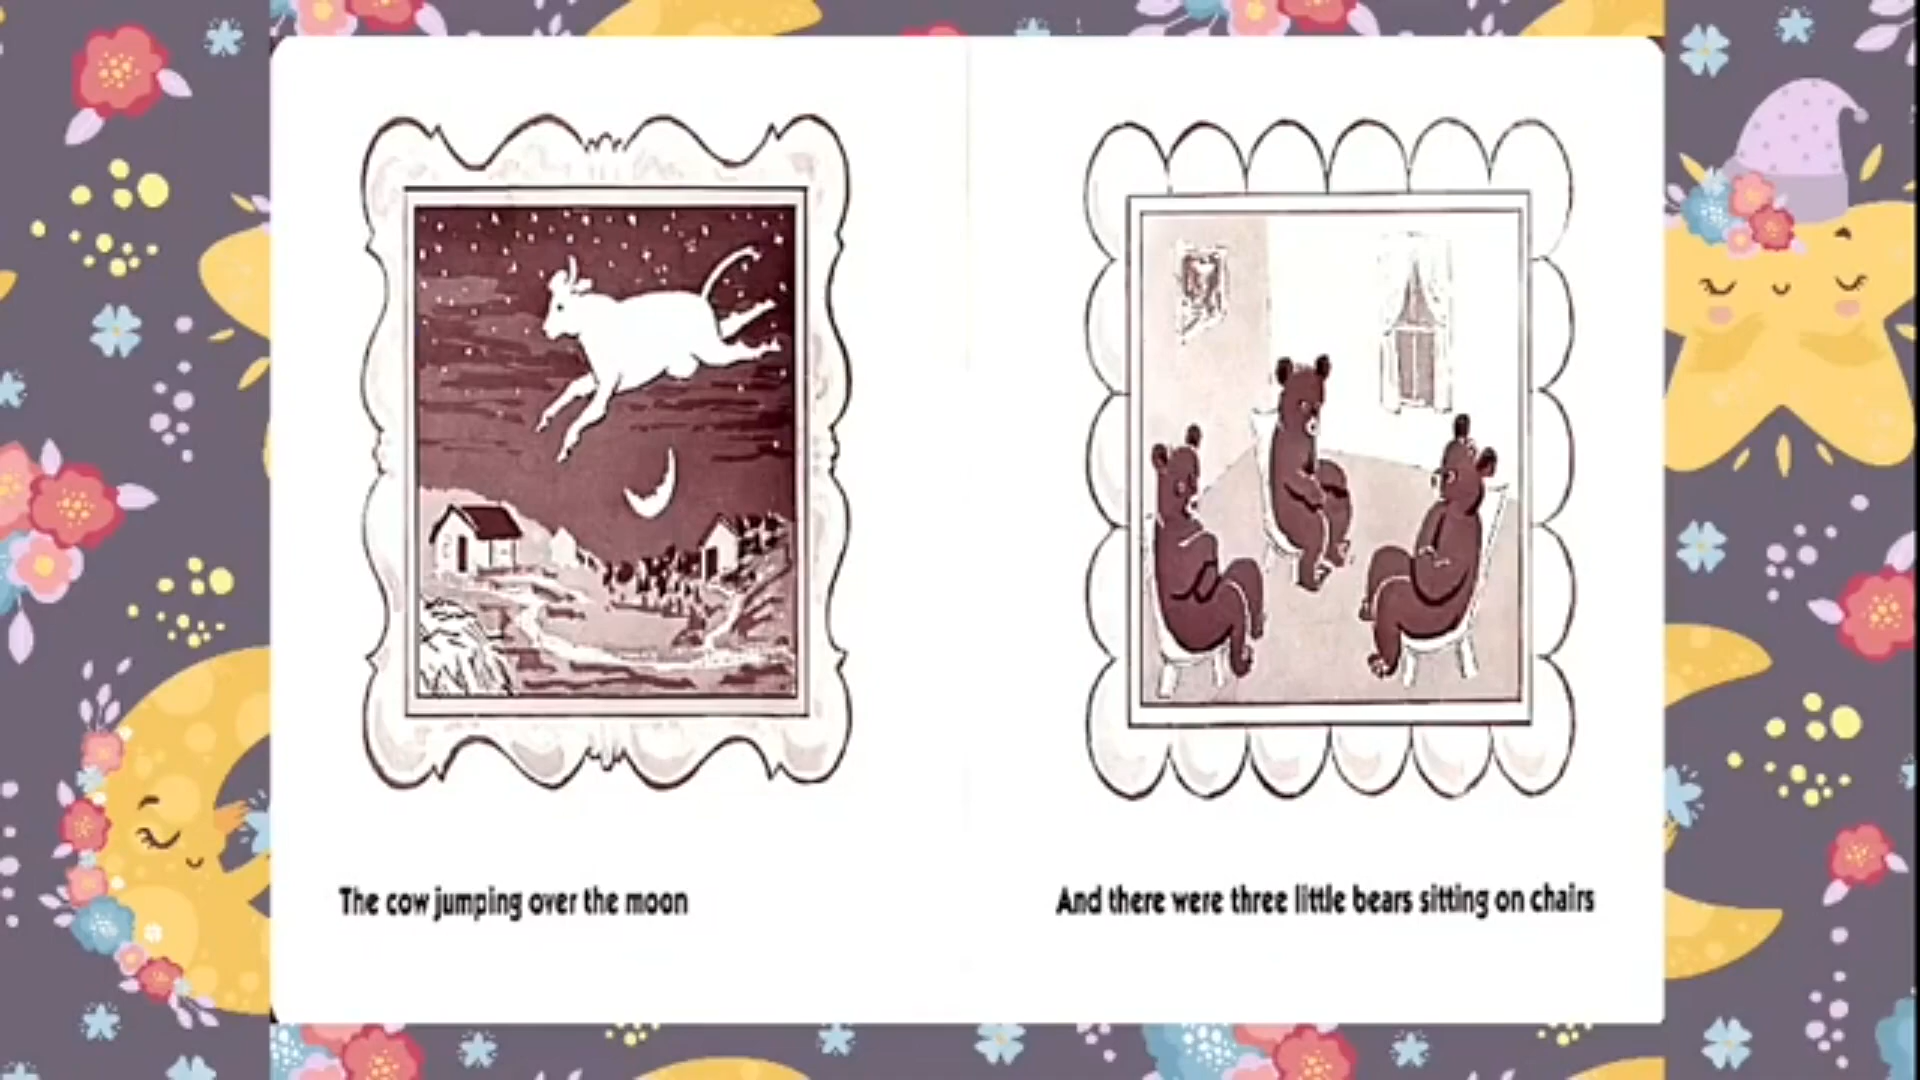 The cow jumping over the moon
And there were three little bears sitting on chairs